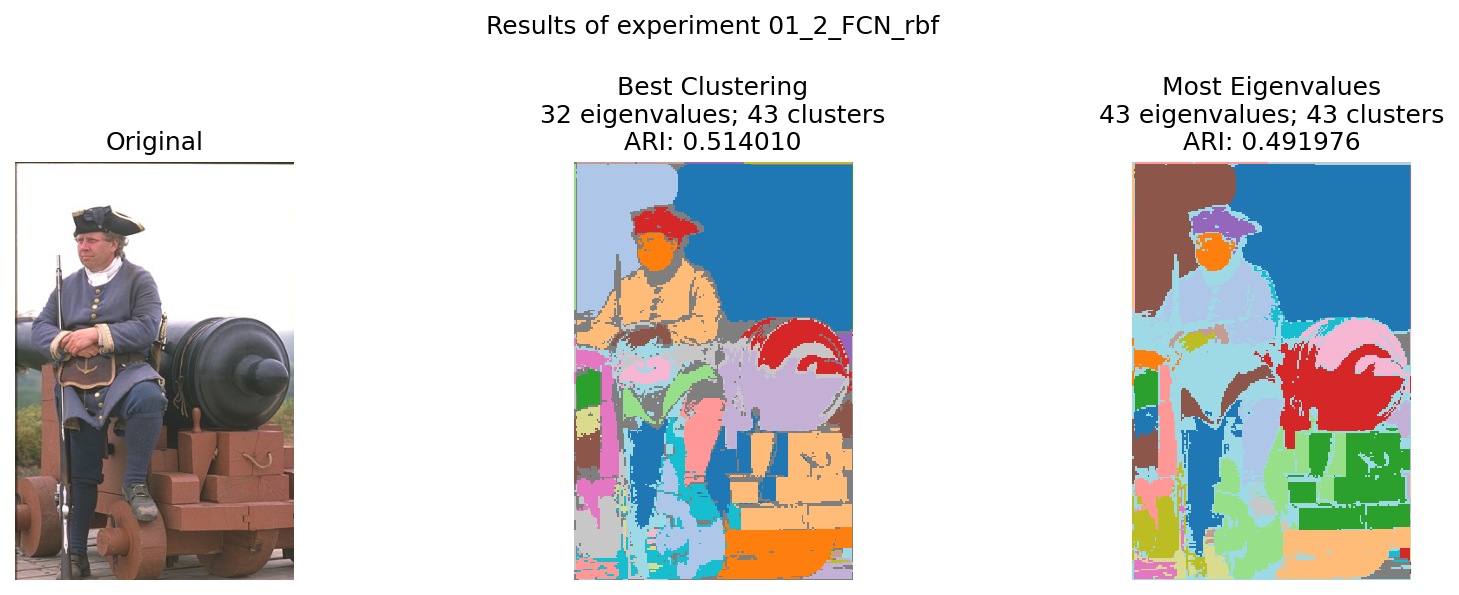 Results of experiment 01_2_FCN_rbf
Original
Best Clustering
32 eigenvalues; 43 clusters
ARI: 0.514010
Most Eigenvalues
43 eigenvalues; 43 clusters
ARI: 0.491976